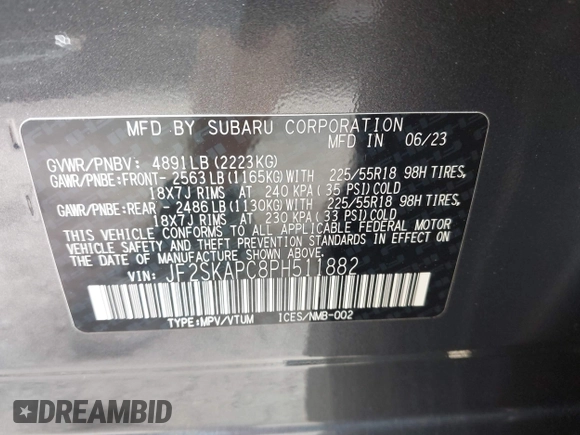 MFD BY SUBARU CORPORATION
MFD IN 06/23
GVWR/PNBV: 4891LB(2223KG)
GAWR/PNBE:FRONT- 2563LB(1165KG)WITH 225/55R18 98H TIRES,
18X7J RIMS AT 240 KPA(35 PSI)COLD
GAWR/PNBE:REAR - 2486LB(1130KG)WITH 225/55R18 98H TIRES,
18X7J RIMS AT 230 KPA(33 PSI)COLD
THIS VEHICLE CONFORMS TO ALL APPLICABLE FEDERAL MOTOR
VEHICLE SAFETY, BUMPER, AND THEFT PREVENTION STANDARDS
IN EFFECT ON THE DATE OF MANUFACTURE SHOWN ABOVE.
VIN: JF2SKAPC8PH511882
TYPE:MPV/VTUM ICES/NMB-002
DREAMBID